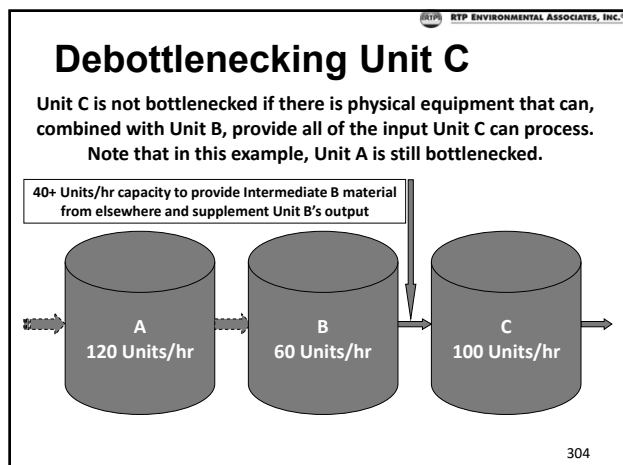 RTP ENVIRONMENTAL ASSOCIATES, INC.®
Debottlenecking Unit C
Unit C is not bottlenecked if there is physical equipment that can,
combined with Unit B, provide all of the input Unit C can process.
Note that in this example, Unit A is still bottlenecked.
40+ Units/hr capacity to provide Intermediate B material
from elsewhere and supplement Unit B's output
A
120 Units/hr
B
60 Units/hr
C
100 Units/hr
304